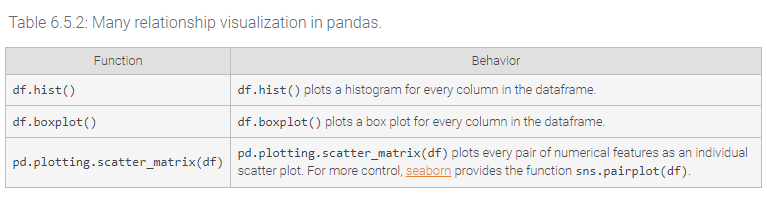 Table 6.5.2: Many relationship visualization in pandas.
Function
Behavior
df.hist()
df.hist() plots a histogram for every column in the dataframe.
df.boxplot()
df.boxplot() plots a box plot for every column in the dataframe.
pd.plotting.scatter_matrix(df)
pd.plotting.scatter_matrix(df) plots every pair of numerical features as an individual
scatter plot. For more control, seaborn provides the function sns.pairplot(df).